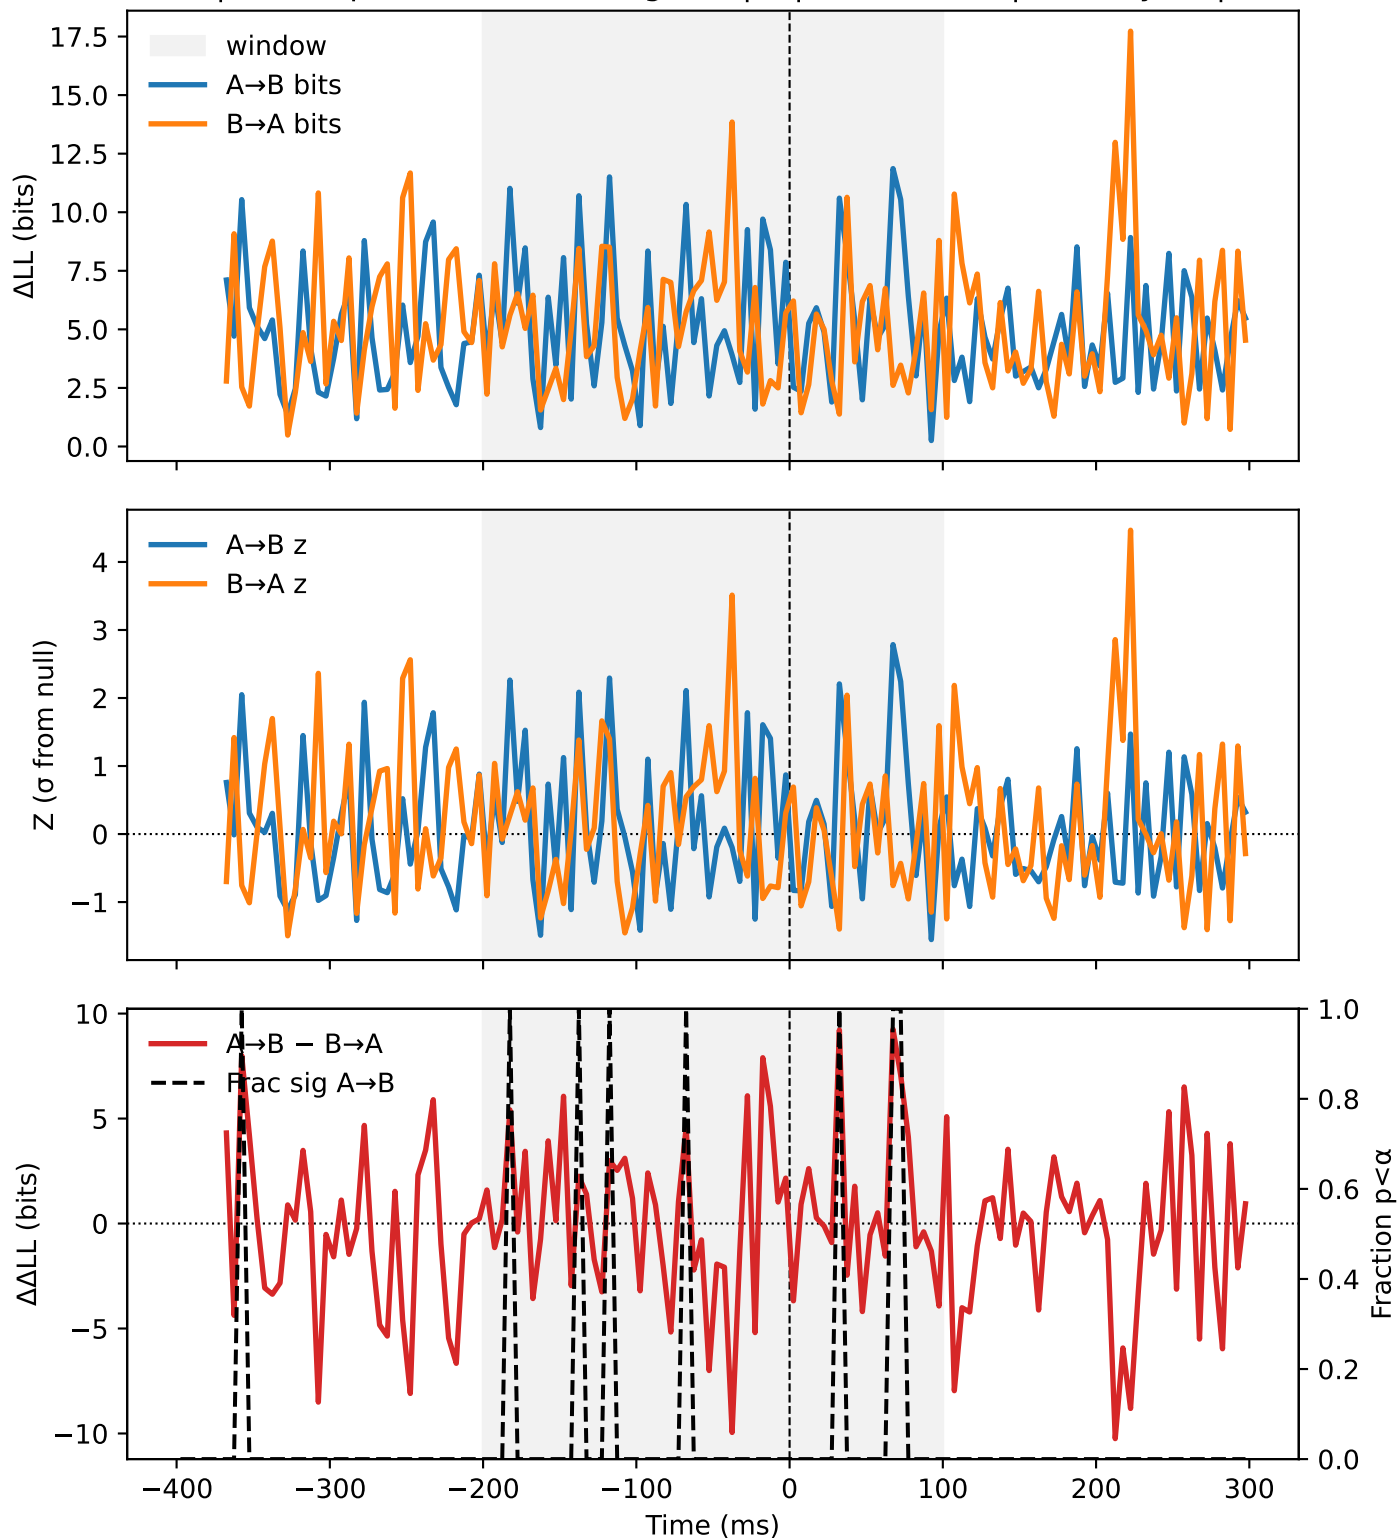 17.5
15.0
12.5
10.0
7.5
5.0
2.5
0.0
ΔLL (bits)
window
A→B bits
B→A bits
4
3
2
1
0
−1
Z (σ from null)
A→B z
B→A z
10
5
0
−5
−10
ΔΔLL (bits)
A→B − B→A
Frac sig A→B
1.0
0.8
0.6
0.4
0.2
0.0
Fraction p<α
−400 −300 −200 −100 0 100 200 300
Time (ms)